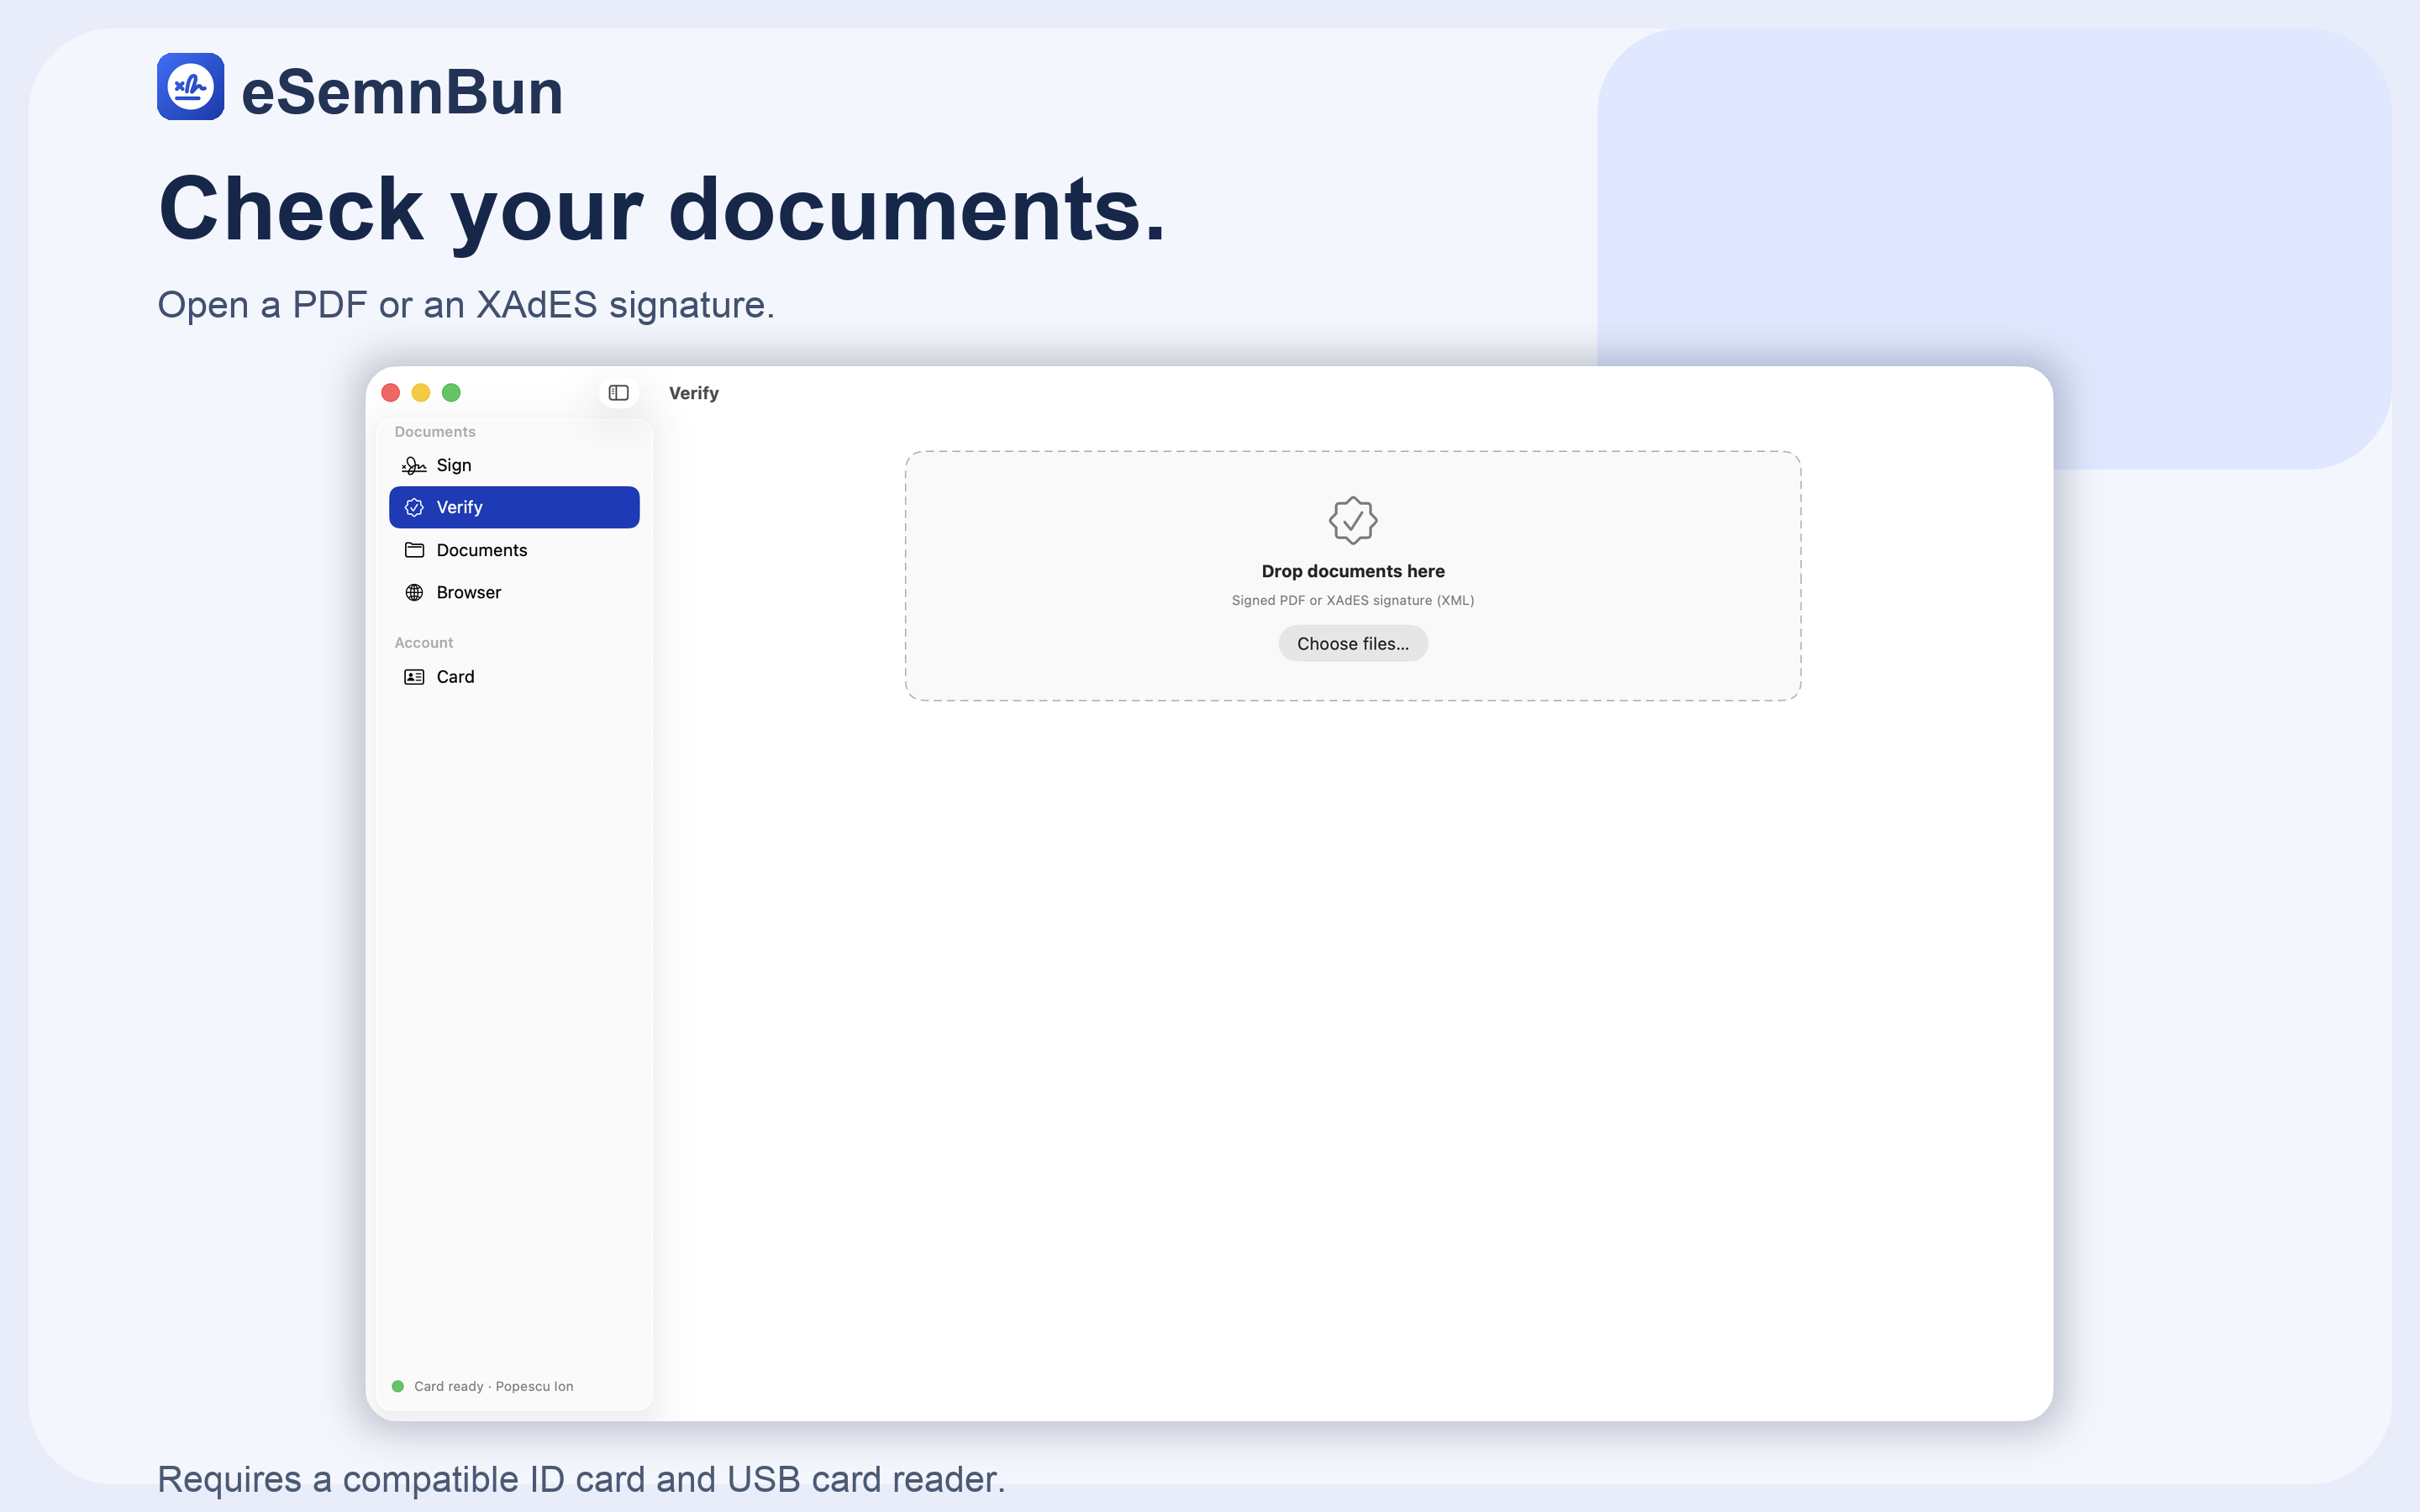 eSemnBun
Check your documents.
Open a PDF or an XAdES signature.
Verify
Documents
Sign
Verify
Documents
Browser
Account
Card
Drop documents here
Signed PDF or XAdES signature (XML)
Choose files...
Card ready · Popescu Ion
Requires a compatible ID card and USB card reader.